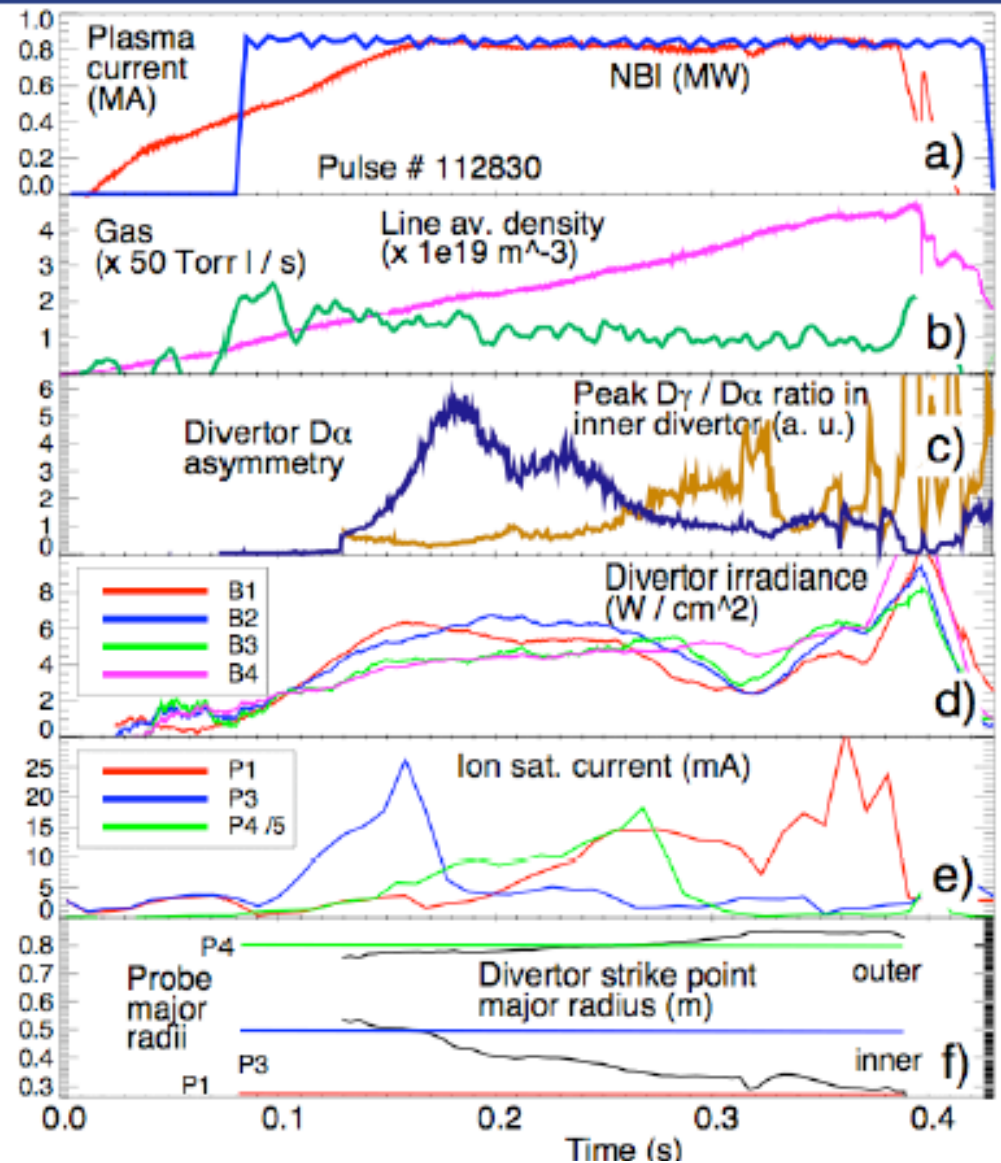 1.0
0.8
0.6
0.4
0.2
0.0
Plasma
current
(MA)
NBI (MW)
Pulse # 112830
a)
4
3
2
1
Gas
(x 50 Torr l / s)
Line av. density
(x 1e19 m^-3)
b)
6
5
4
3
2
1
0
Divertor Dα
asymmetry
Peak Dγ / Dα ratio in
inner divertor (a. u.)
c)
8
6
4
2
0
B1
B2
B3
B4
Divertor irradiance
(W / cm^2)
d)
25
20
15
10
5
0
P1
P3
P4 /5
Ion sat. current (mA)
e)
0.8
0.7
0.6
0.5
0.4
0.3
P4
Probe
major
radii
P3
P1
Divertor strike point
major radius (m)
outer
inner
f)
0.0 0.1 0.2 0.3 0.4
Time (s)